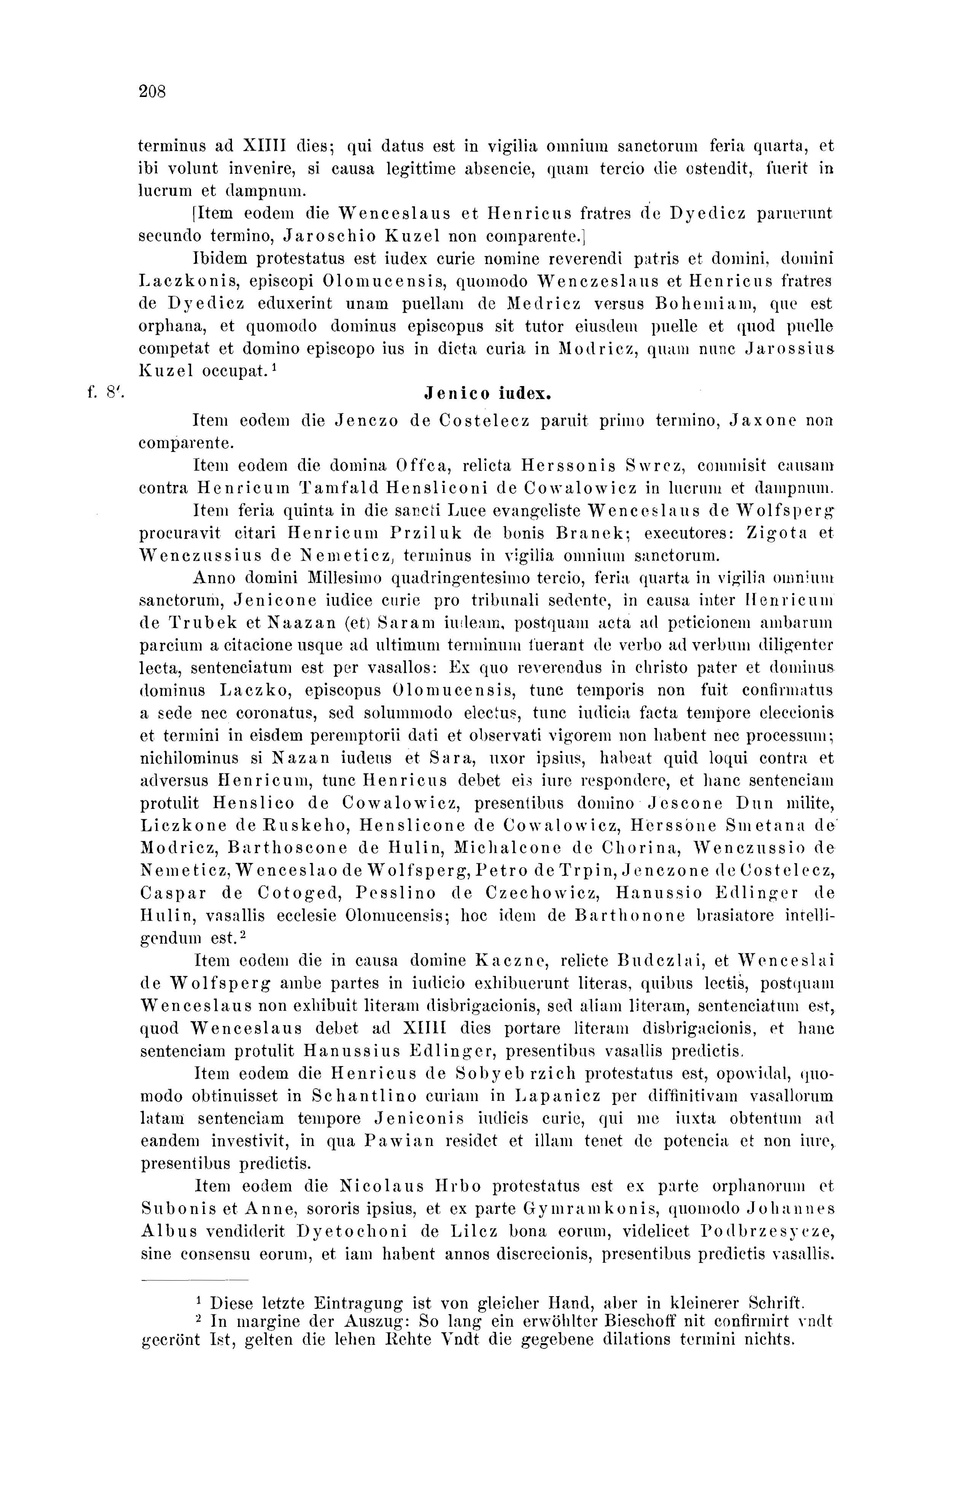 208
terminus ad XIIII dies; qui datus est in vigilia omnium sanctorum feria quarta, et
ibi volunt invenire, si causa legittime absencie, quam tercio die ostendit, fuerit in
lucrum et dampnum.
[Item eodem die Wenceslaus et Henricus fratres de Dyedicz paruerunt
secundo termino, Jaroschio Kuzel non comparente.]
Ibidem protestatus est iudex curie nomine reverendi patris et domini, domini
Laczkonis, episcopi Olomucensis, quomodo Wenczeslaus et Henricus fratres
de Dyedicz eduxerint unam puellam de Medricz versus Bohemiam, que est
orphana, et quomodo dominus episcopus sit tutor eiusdem puelle et quod puelle
competat et domino episcopo ius in dicta curia in Modricz, quam nunc Jarossius
Kuzel occupat.¹
f. 8'.
Jenico iudex.
Item eodem die Jenczo de Costelecz paruit primo termino, Jaxone non
comparente.
Item eodem die domina Offca, relicta Herssonis Swrcz, commisit causam
contra Henricum Tamfald Hensliconi de Cowalowicz in lucrum et dampnum.
Item feria quinta in die sancti Luce evangeliste Wenceslaus de Wolfsperg
procuravit citari Henricum Prziluk de bonis Branek; executores: Zigota et
Wenczussius de Nemeticz, terminus in vigilia omnium sanctorum.
Anno domini Millesimo quadringentesimo tercio, feria quarta in vigilia omnium
sanctorum, Jenicone iudice curie pro tribunali sedente, in causa inter Henricum
de Trubek et Naazan (et) Saram iudeam, postquam acta ad peticionem ambarum
parcium a citacione usque ad ultimum terminum fuerant de verbo ad verbum diligenter
lecta, sentenciatum est per vasallos: Ex quo reverendus in christo pater et dominus
dominus Laczko, episcopus Olomucensis, tunc temporis non fuit confirmatus
a sede nec coronatus, sed solummodo electus, tunc iudicia facta tempore eleccionis
et termini in eisdem peremptorii dati et observati vigorem non habent nec processum;
nichilominus si Nazan iudeus et Sara, uxor ipsius, habeat quid loqui contra et
adversus Henricum, tunc Henricus debet eis iure respondere, et hanc sentenciam
protulit Henslico de Cowalowicz, presentibus domino Jescone Dun milite,
Liczkone de Ruskeho, Henslicone de Cowalowicz, Herssone Smetana de
Modricz, Barthoscone de Hulin, Michalcone de Chorina, Wenczussio de
Nemeticz, Wenceslao de Wolfsperg, Petro de Trpin, Jenczone de Costelecz,
Caspar de Cotoged, Pesslino de Czechowicz, Hanussio Edlinger de
Hulin, vasallis ecclesie Olomucensis; hoc idem de Barthonone brasiatore intelli-
gendum est.²
Item eodem die in causa domine Kaczne, relicte Budczlai, et Wenceslai
de Wolfsperg ambe partes in iudicio exhibuerunt literas, quibus lectis, postquam
Wenceslaus non exhibuit literam disbrigacionis, sed aliam literam, sentenciatum est,
quod Wenceslaus debet ad XIIII dies portare literam disbrigacionis, et hanc
sentenciam protulit Hanussius Edlinger, presentibus vasallis predictis.
Item eodem die Henricus de Sobyebrzich protestatus est, opowidal, quo-
modo obtinuisset in Schantlino curiam in Lapanicz per diffinitivam vasallorum
latam sentenciam tempore Jeniconis iudicis curie, qui me iuxta obtentum ad
eandem investivit, in qua Pawian residet et illam tenet de potencia et non iure,
presentibus predictis.
Item eodem die Nicolaus Hrbo protestatus est ex parte orphanorum et
Subonis et Anne, sororis ipsius, et ex parte Gymramkonis, quomodo Johannes
Albus vendiderit Dyetochoni de Lilcz bona eorum, videlicet Podbrzesycze,
sine consensu eorum, et iam habent annos discrecionis, presentibus predictis vasallis.
¹ Diese letzte Eintragung ist von gleicher Hand, aber in kleinerer Schrift.
² In margine der Auszug: So lang ein erwöhlter Bieschoff nit confirmirt vndt
gecrönt Ist, gelten die lehen Rehte Vndt die gegebene dilations termini nichts.